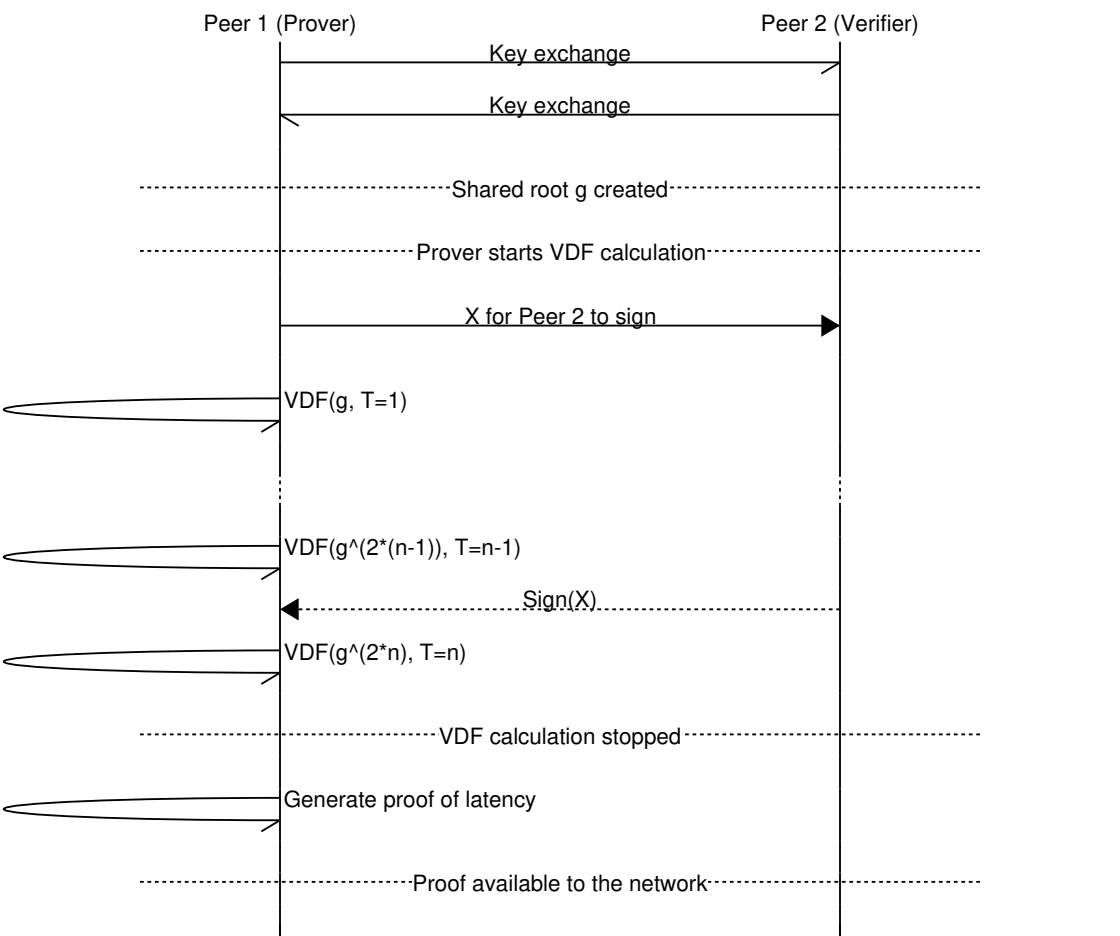 Peer 1 (Prover)
Peer 2 (Verifier)
Key exchange
Key exchange
Shared root g created
Prover starts VDF calculation
X for Peer 2 to sign
VDF(g, T=1)
VDF(g^(2*(n-1)), T=n-1)
Sign(X)
VDF(g^(2*n), T=n)
VDF calculation stopped
Generate proof of latency
Proof available to the network